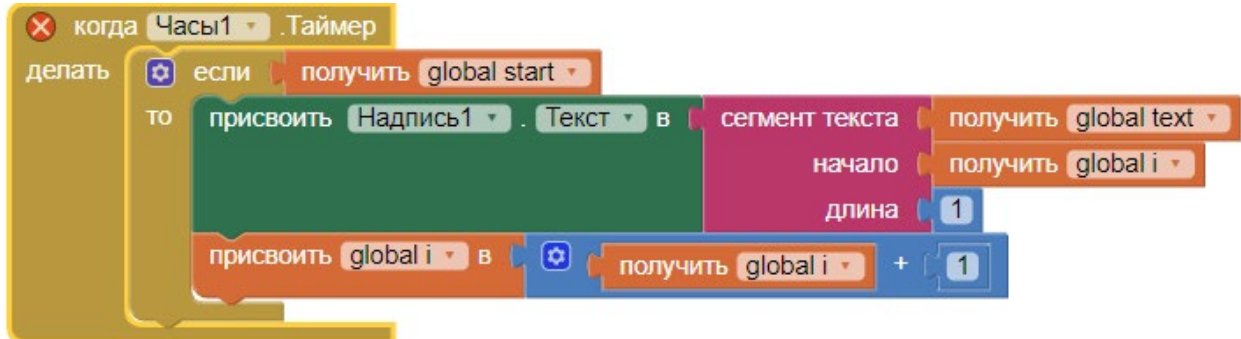 когда Часы1 .Таймер
делать если получить global start
то присвоить Надпись1 . Текст в сегмент текста получить global text
начало получить global i
длина 1
присвоить global i в получить global i + 1